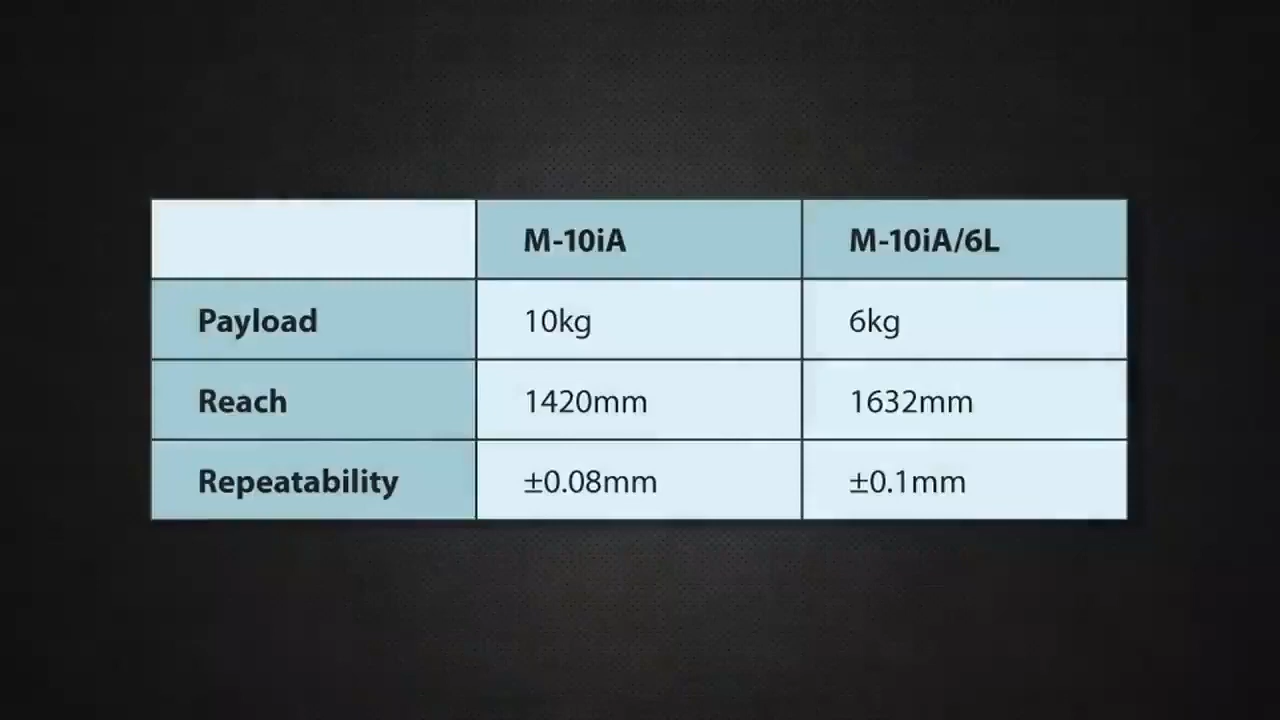 M-10iA M-10iA/6L
Payload 10kg 6kg
Reach 1420mm 1632mm
Repeatability ±0.08mm ±0.1mm